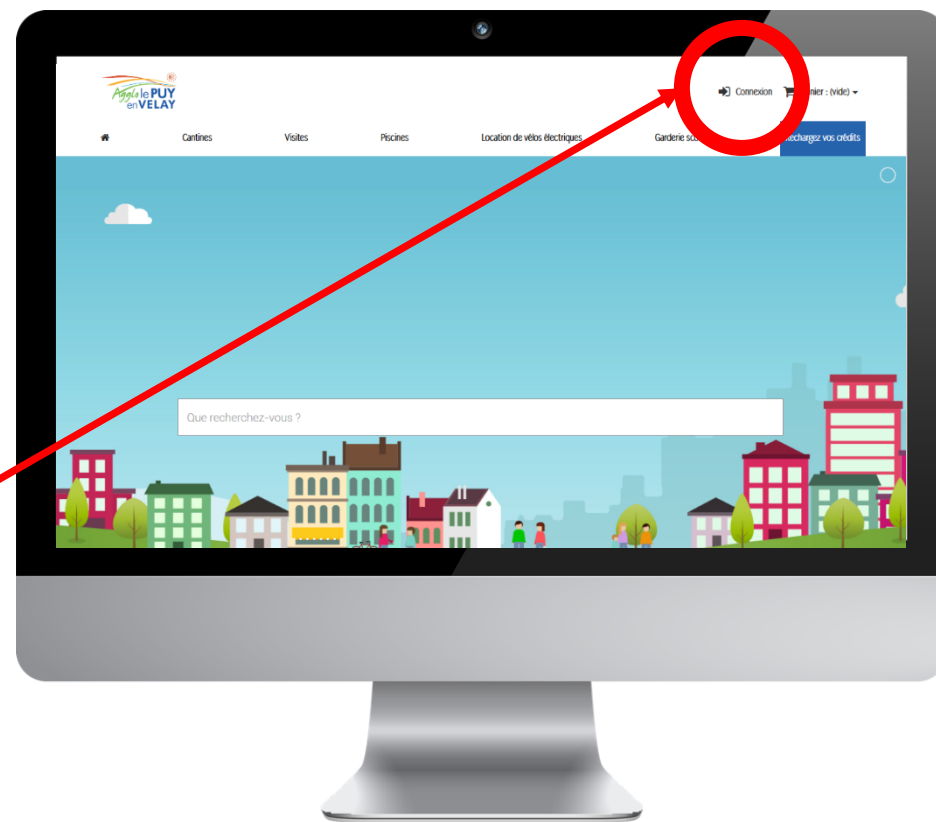 Agglo le PUY
en VELAY
Connexion
: (vide)
Cantines
Visites
Piscines
Location de vélos électriques
Garderie
Rechargez vos crédits
Que recherchez-vous ?